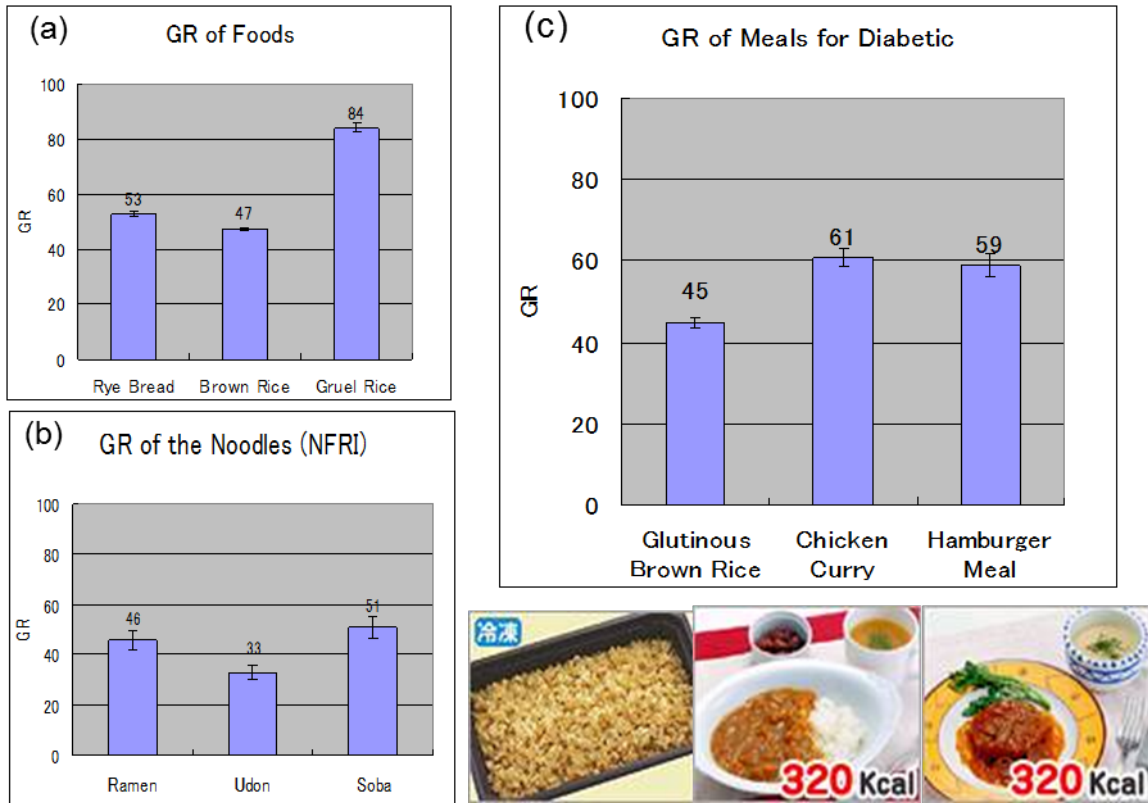 (a)
GR of Foods
GR
100
80
60
40
20
0
53
47
84
Rye Bread
Brown Rice
Gruel Rice
(b)
GR of the Noodles (NFRI)
GR
100
80
60
40
20
0
46
33
51
Ramen
Udon
Soba
(c)
GR of Meals for Diabetic
GR
100
80
60
40
20
0
45
61
59
Glutinous
Brown Rice
Chicken
Curry
Hamburger
Meal
冷凍
320 Kcal
320 Kcal